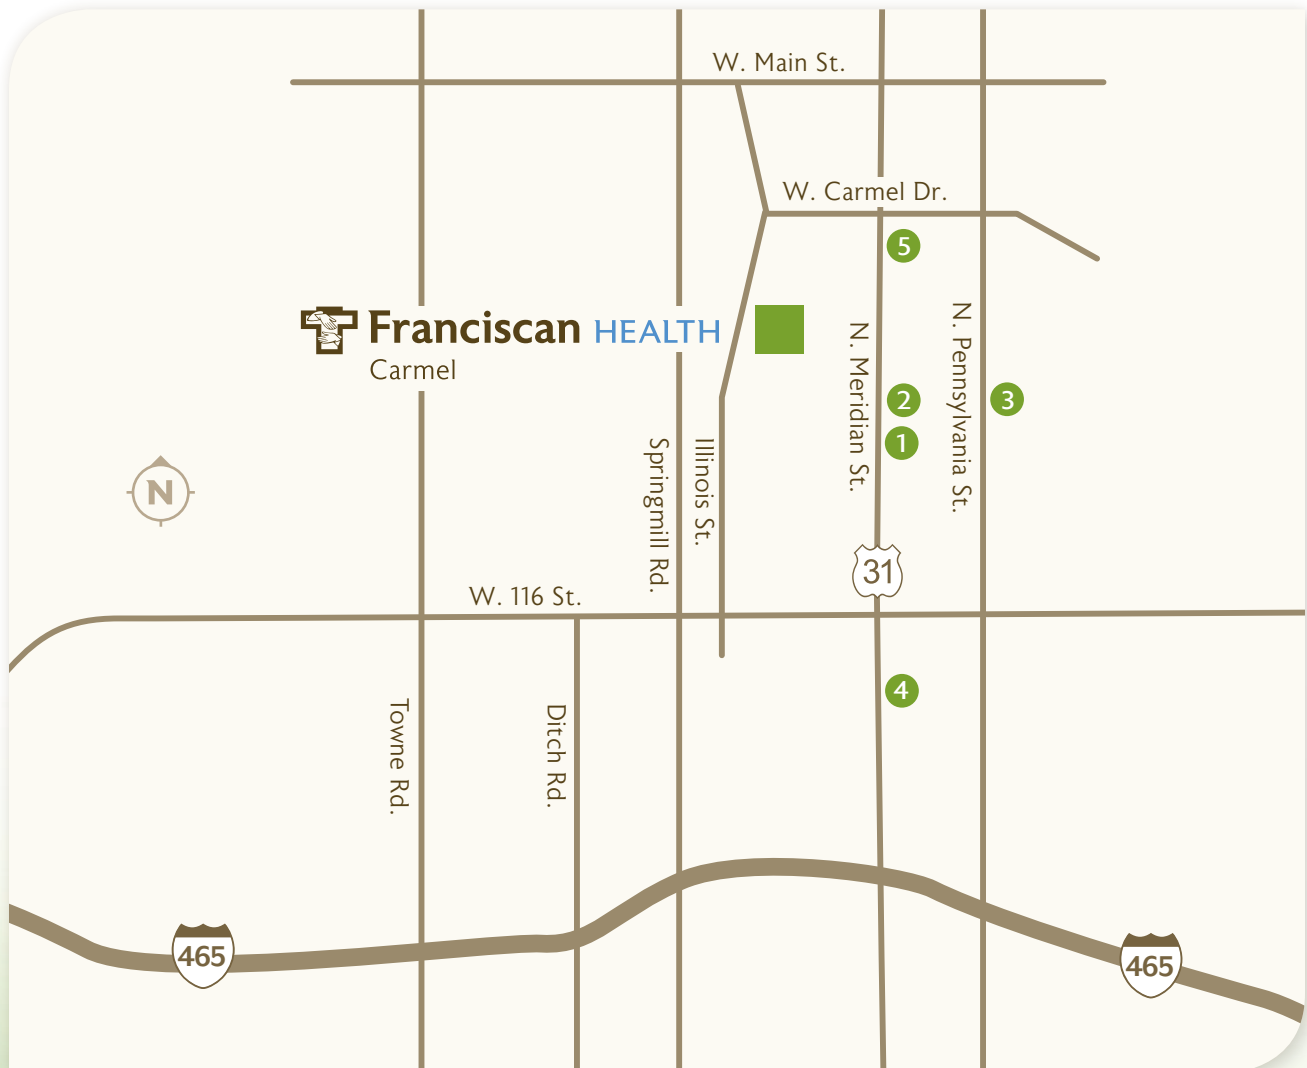 W. Main St.
W. Carmel Dr.
5
Franciscan HEALTH
Carmel
N. Meridian St.
N. Pennsylvania St.
2
3
1
Springmill Rd.
Illinois St.
N
31
W. 116 St.
4
Towne Rd.
Ditch Rd.
465
465